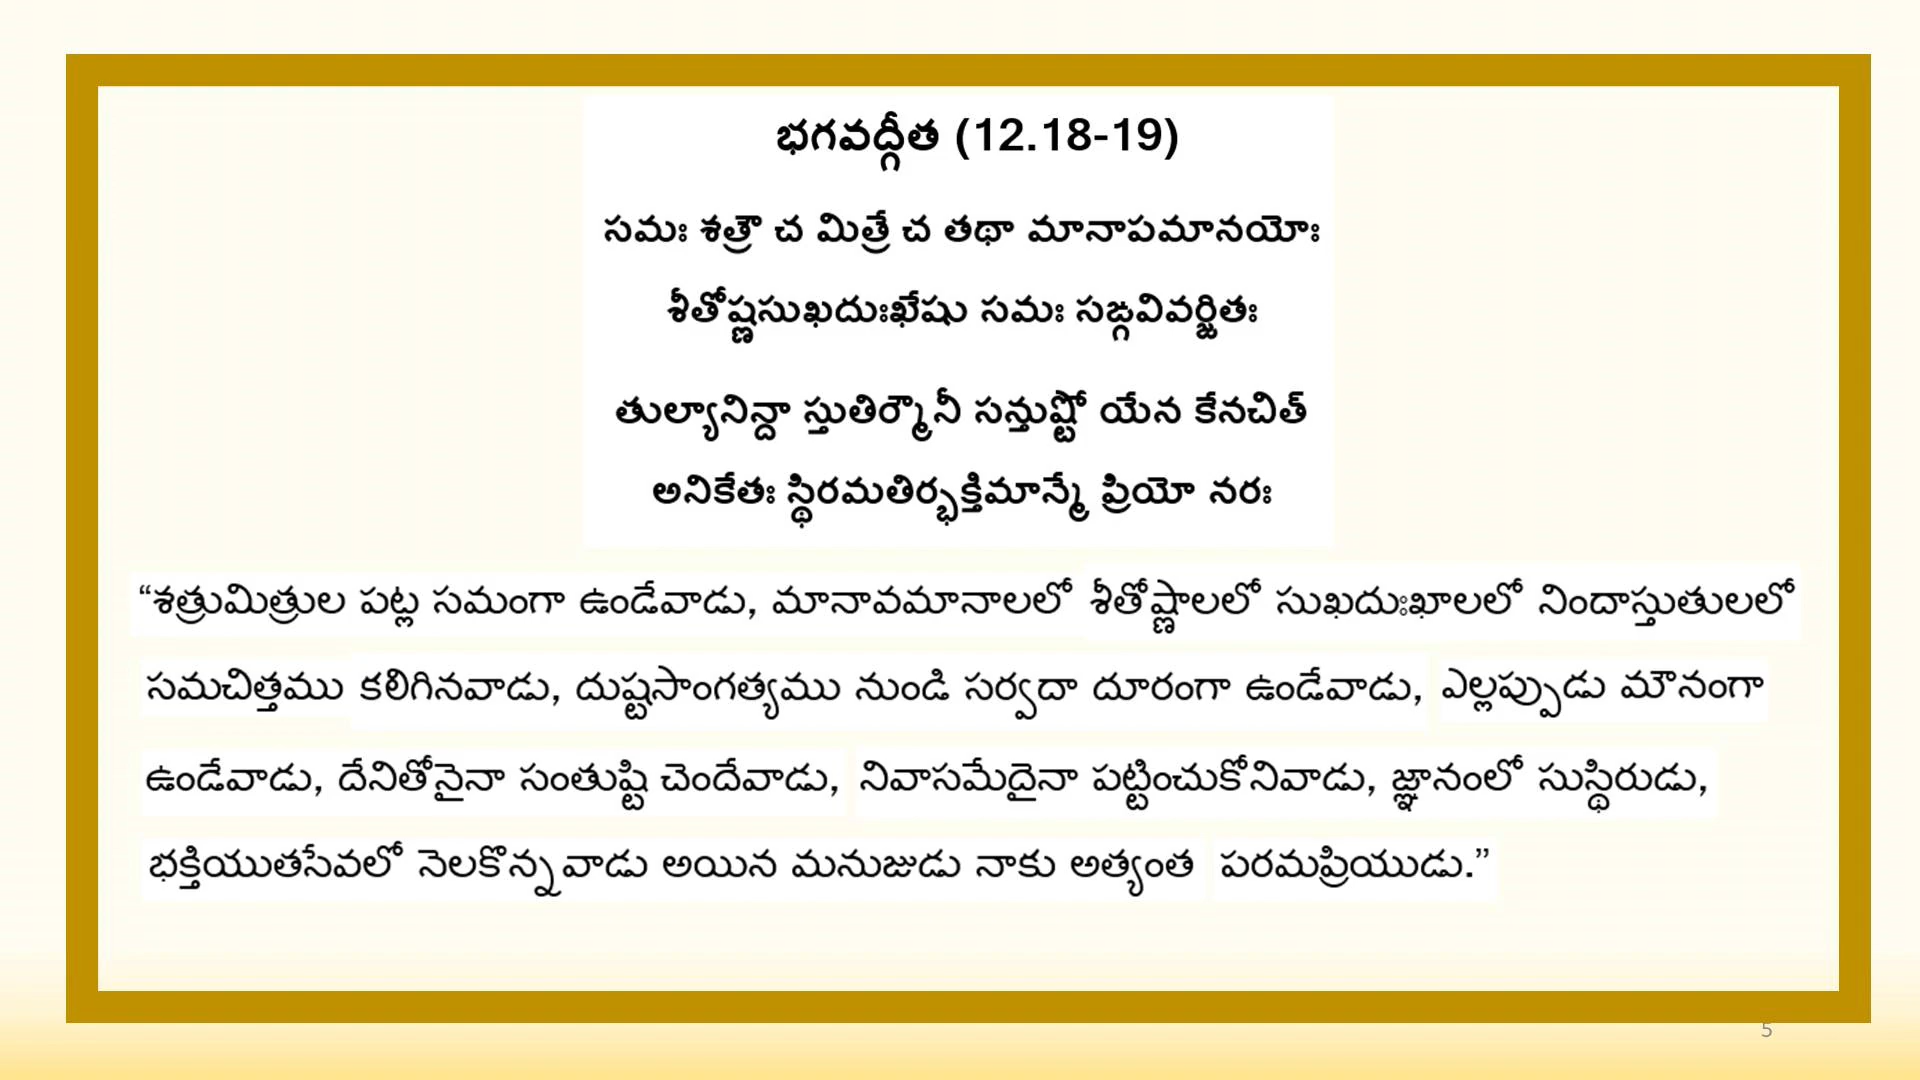 భగవద్గీత (12.18-19)
సమః శత్రౌ చ మిత్రే చ తథా మానాపమానయోః
శీతోష్ణసుఖదుఃఖేషు సమః సఙ్గవివర్జితః
తుల్యానిన్దా స్తుతిర్మౌనీ సన్తుష్టో యేన కేనచిత్
అనికేతః స్థిరమతిర్భక్తిమాన్మే ప్రియో నరః
“శత్రుమిత్రుల పట్ల సమంగా ఉండేవాడు, మానావమానాలలో శీతోష్ణాలలో సుఖదుఃఖాలలో నిందాస్తుతులలో
సమచిత్తము కలిగినవాడు, దుష్టసాంగత్యము నుండి సర్వదా దూరంగా ఉండేవాడు, ఎల్లప్పుడు మౌనంగా
ఉండేవాడు, దేనితోనైనా సంతుష్టి చెందేవాడు, నివాసమేదైనా పట్టించుకోనివాడు, జ్ఞానంలో సుస్థిరుడు,
భక్తియుతసేవలో నెలకొన్నవాడు అయిన మనుజుడు నాకు అత్యంత పరమప్రియుడు.”
5